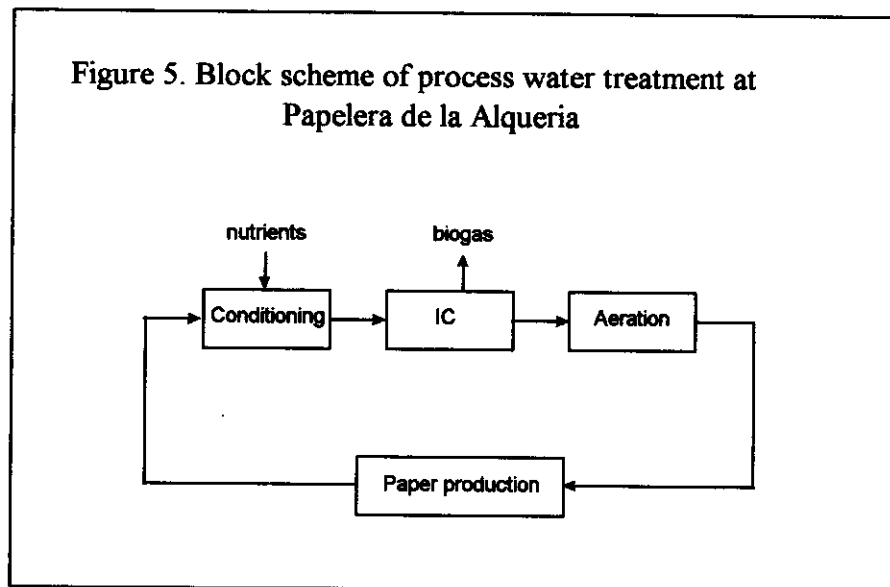 Figure 5. Block scheme of process water treatment at
Papelera de la Alqueria
nutrients
biogas
Conditioning
IC
Aeration
Paper production